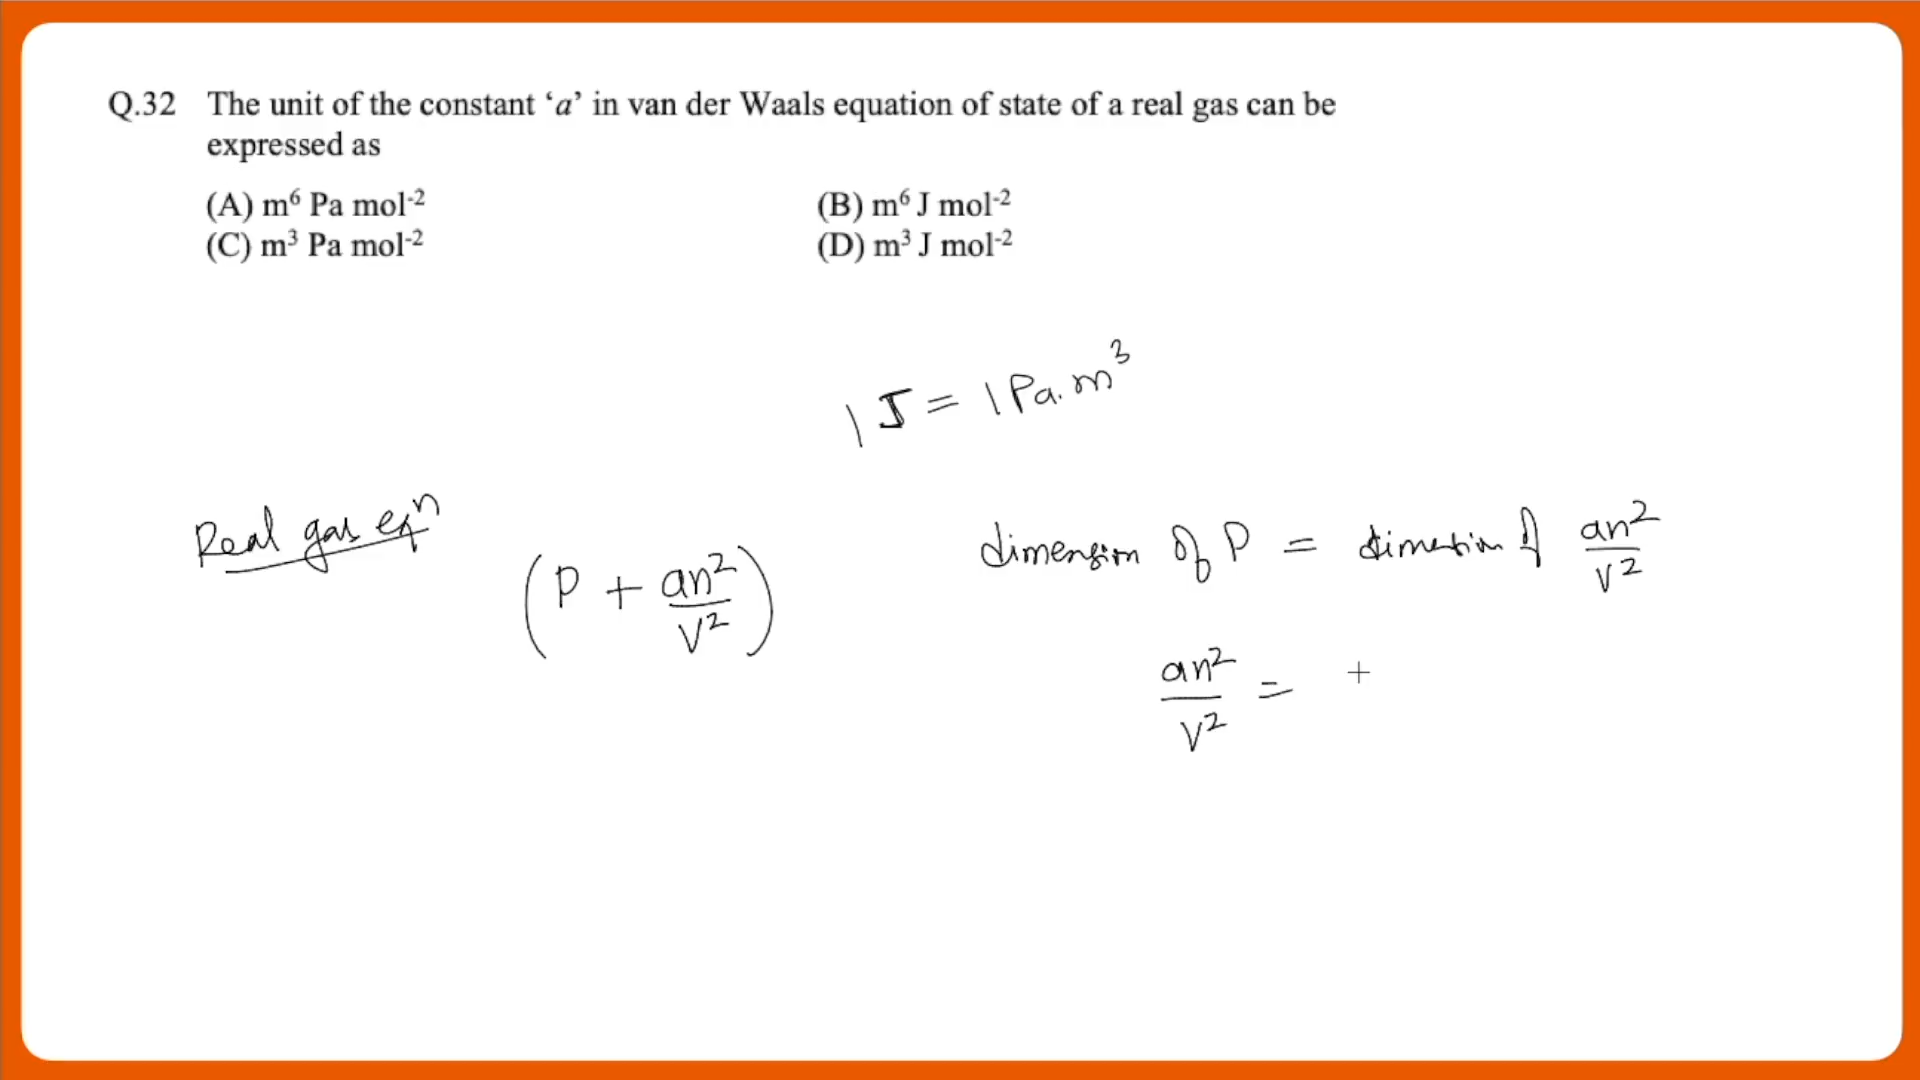 Q.32 The unit of the constant ‘a’ in van der Waals equation of state of a real gas can be
expressed as
(A) m⁶ Pa mol⁻² (B) m⁶ J mol⁻²
(C) m³ Pa mol⁻² (D) m³ J mol⁻²
1 J = 1 Pa. m³
Real gas eqⁿ
(P + an²/V²)
dimension of P = dimension of an²/V²
an²/V² =